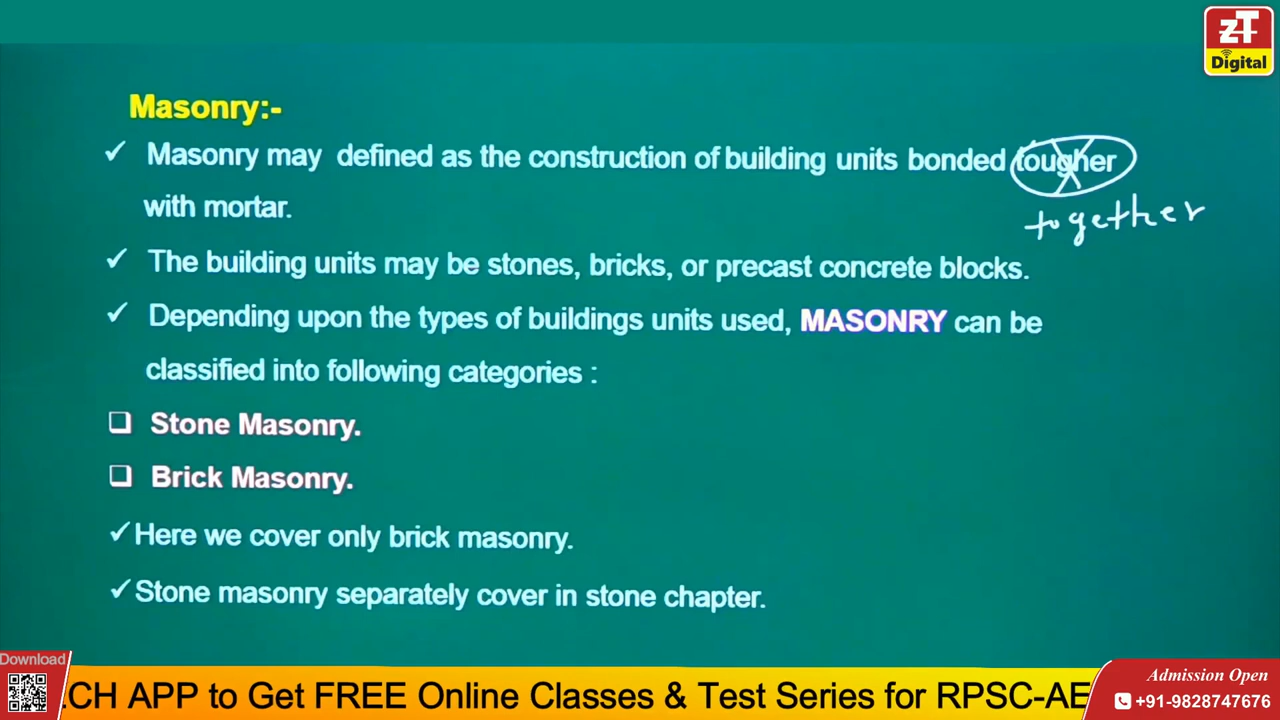 zT
Digital
Masonry:-
✓ Masonry may defined as the construction of building units bonded tougher
together
with mortar.
✓ The building units may be stones, bricks, or precast concrete blocks.
✓ Depending upon the types of buildings units used, MASONRY can be
classified into following categories :
❑ Stone Masonry.
❑ Brick Masonry.
✓Here we cover only brick masonry.
✓Stone masonry separately cover in stone chapter.
Download
CH APP to Get FREE Online Classes & Test Series for RPSC-AE
Admission Open
+91-9828747676